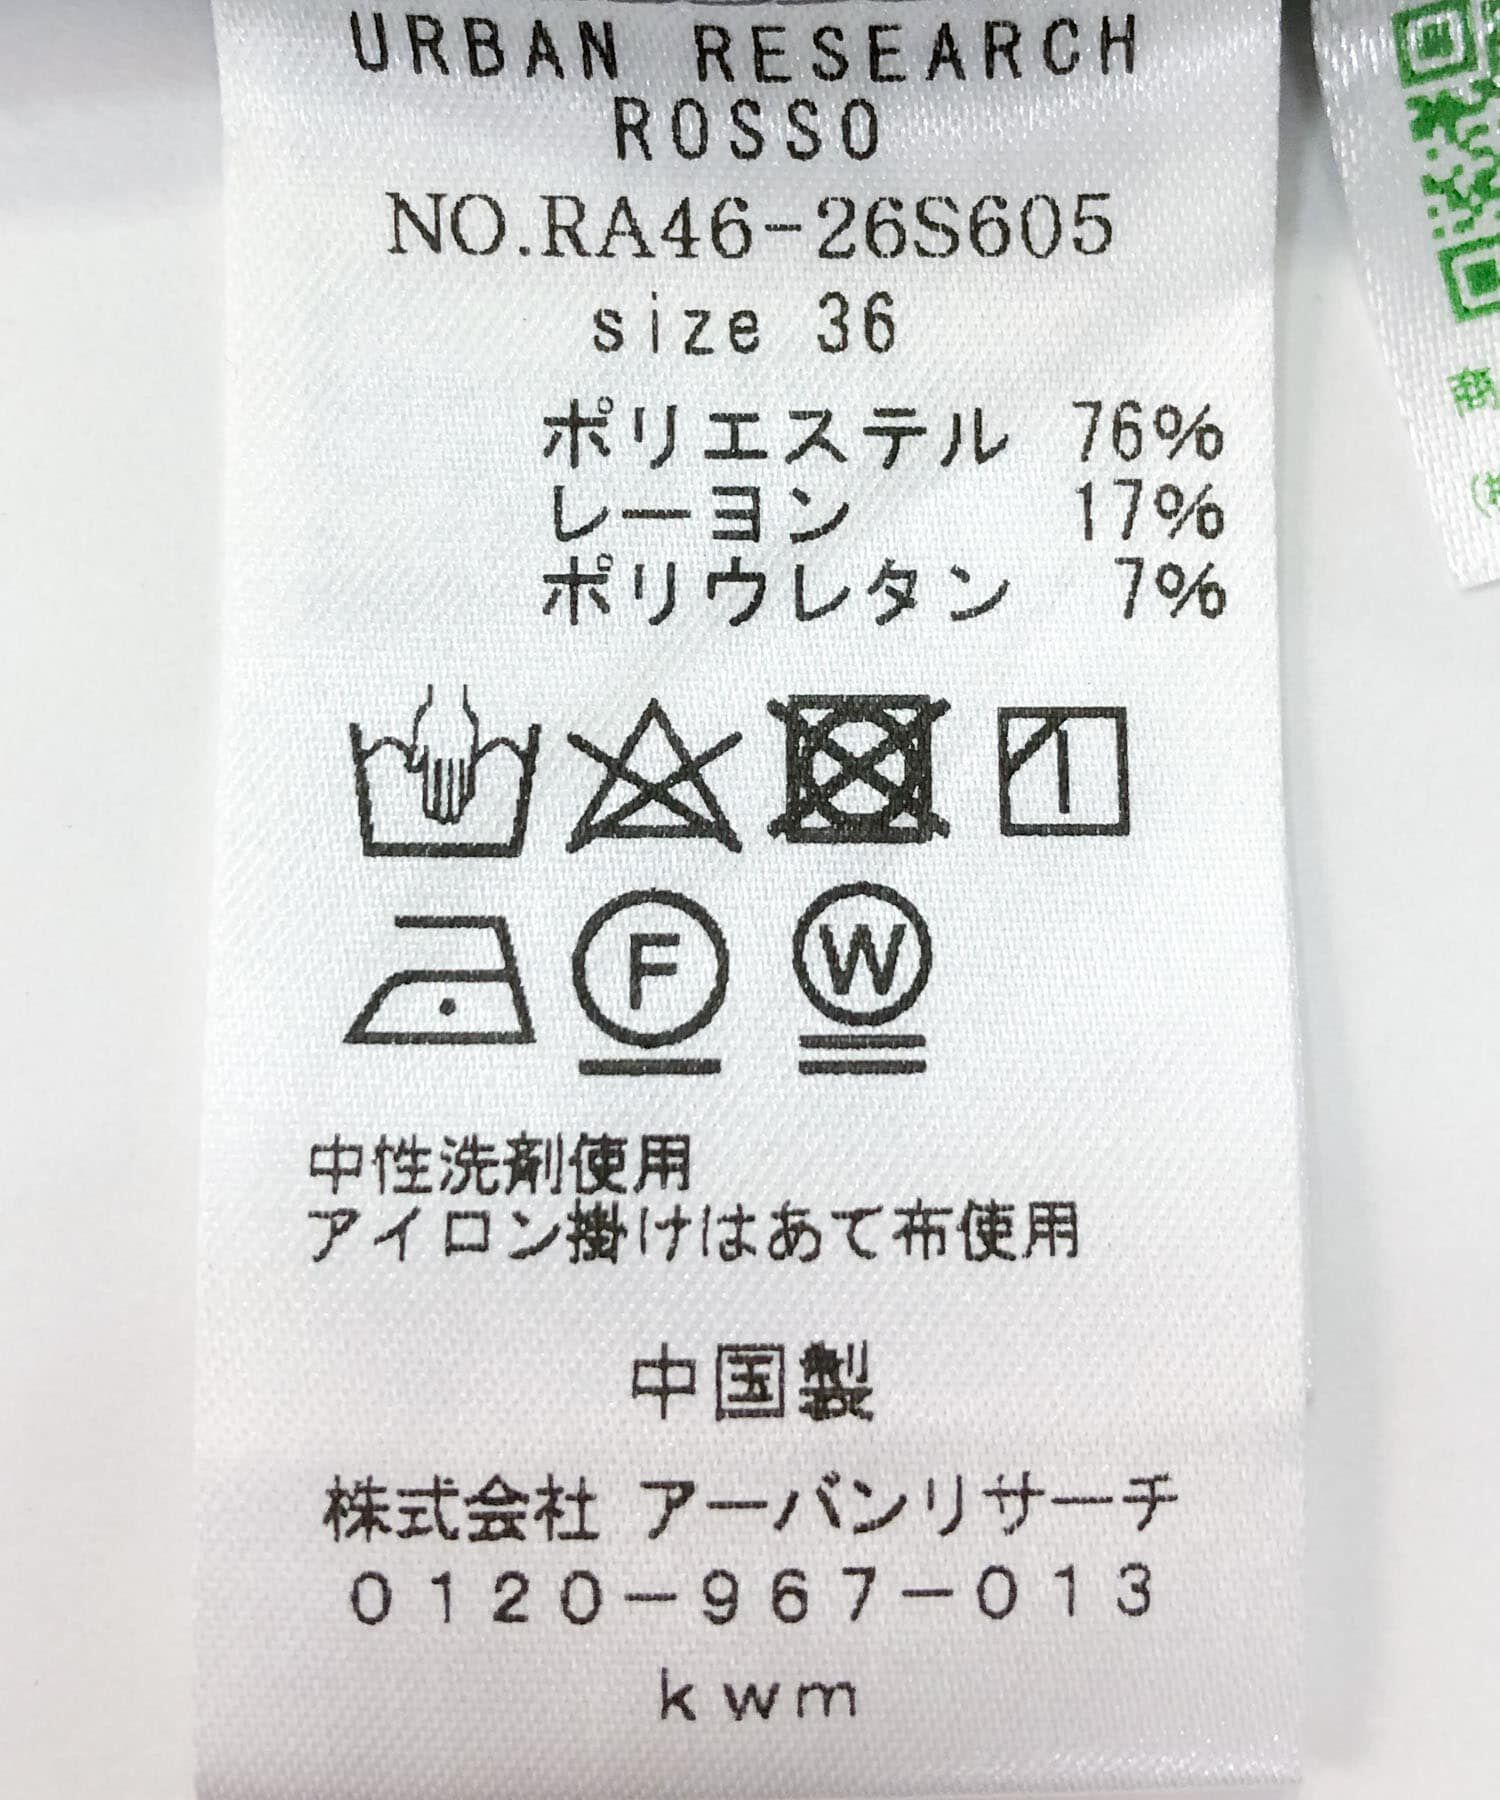 URBAN RESEARCH
ROSSO
NO.RA46-26S605
size 36
ポリエステル 76%
レーヨン 17%
ポリウレタン 7%
F
W
中性洗剤使用
アイロン掛けはあて布使用
中国製
株式会社 アーバンリサーチ
0120-967-013
kwm
商